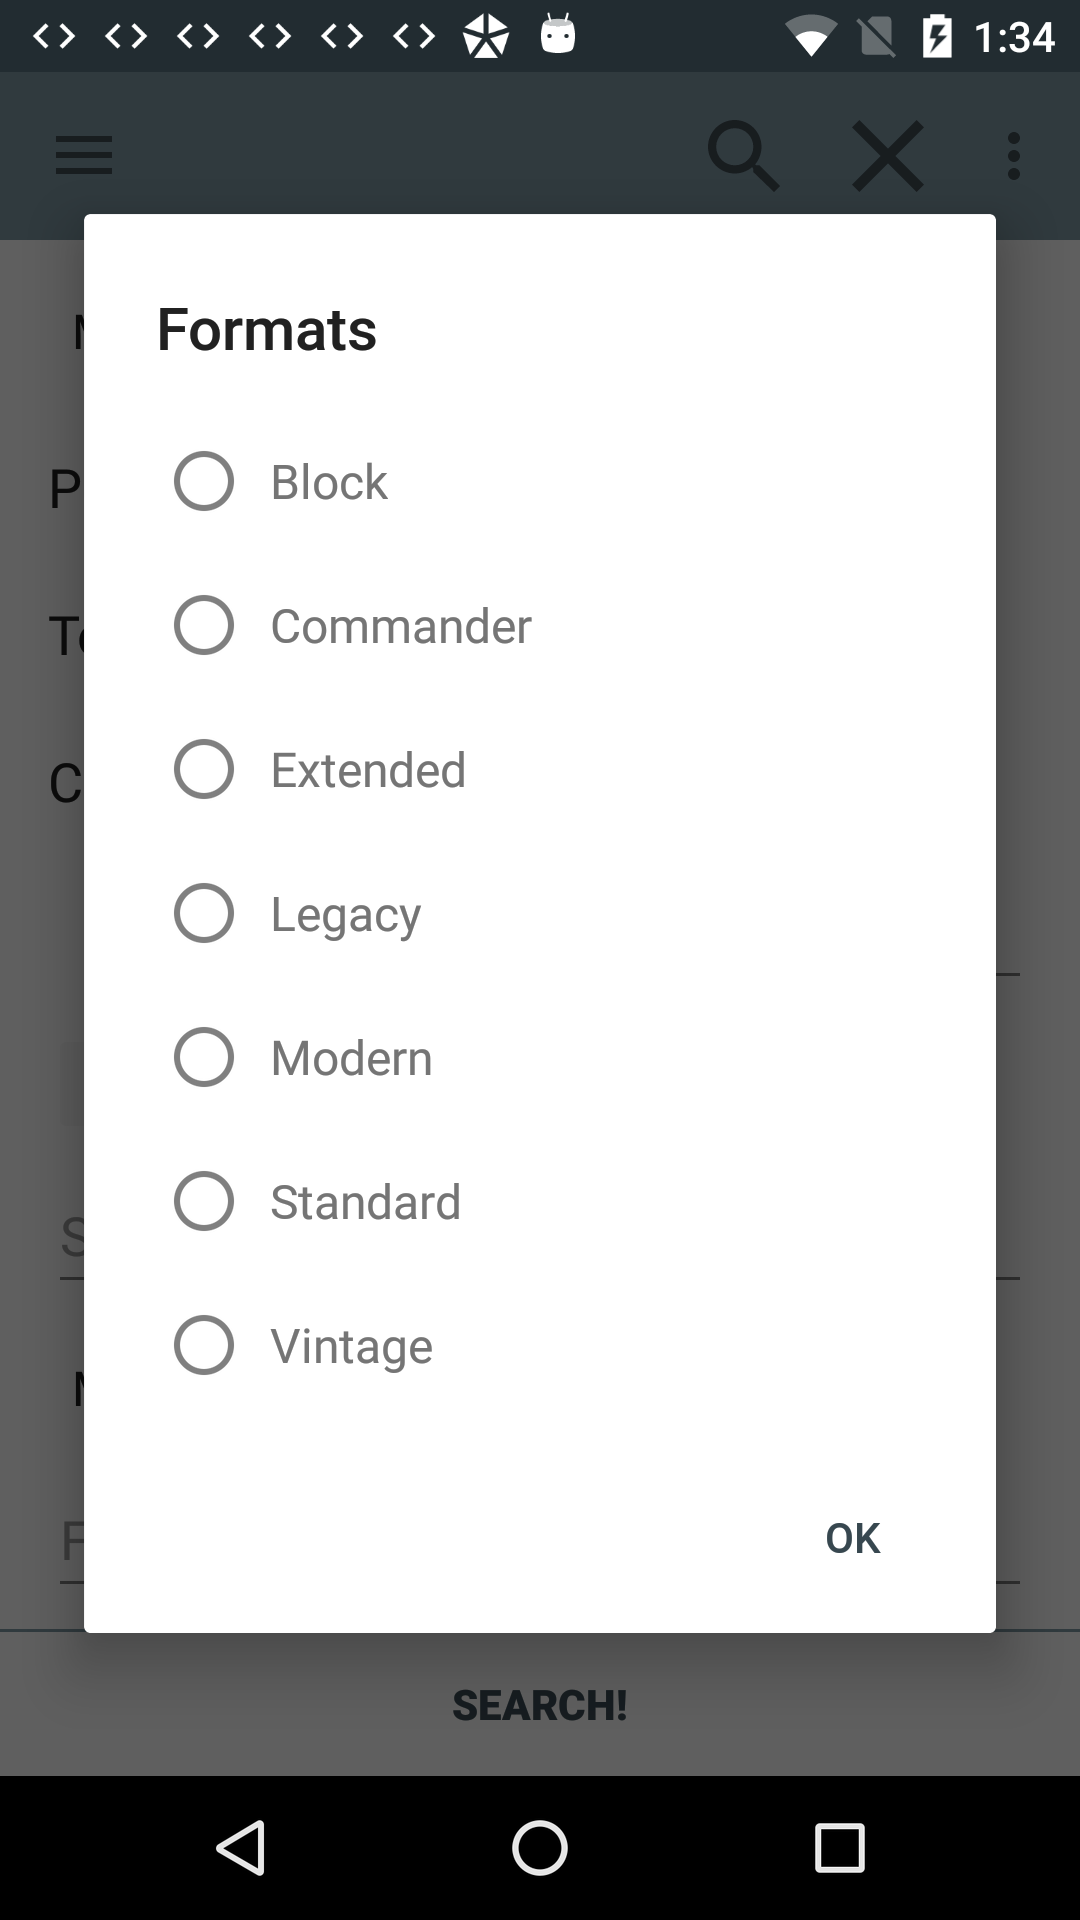 1:34
Formats
Block
Commander
Extended
Legacy
Modern
Standard
Vintage
OK
SEARCH!